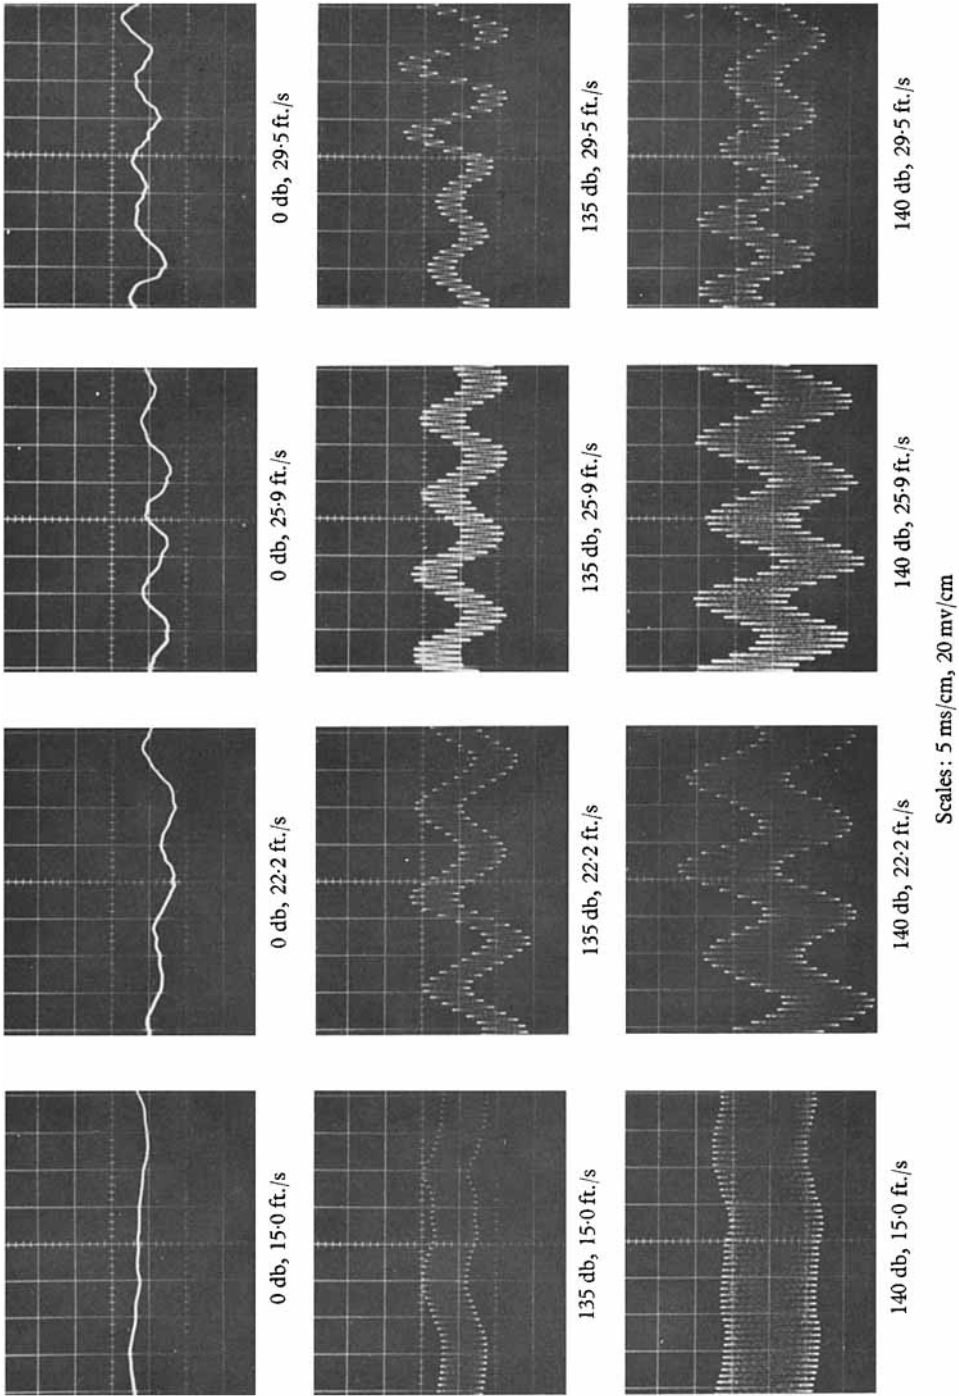 0 db, 15·0 ft./s
0 db, 22·2 ft./s
0 db, 25·9 ft./s
0 db, 29·5 ft./s
135 db, 15·0 ft./s
135 db, 22·2 ft./s
135 db, 25·9 ft./s
135 db, 29·5 ft./s
140 db, 15·0 ft./s
140 db, 22·2 ft./s
140 db, 25·9 ft./s
140 db, 29·5 ft./s
Scales: 5 ms/cm, 20 mv/cm